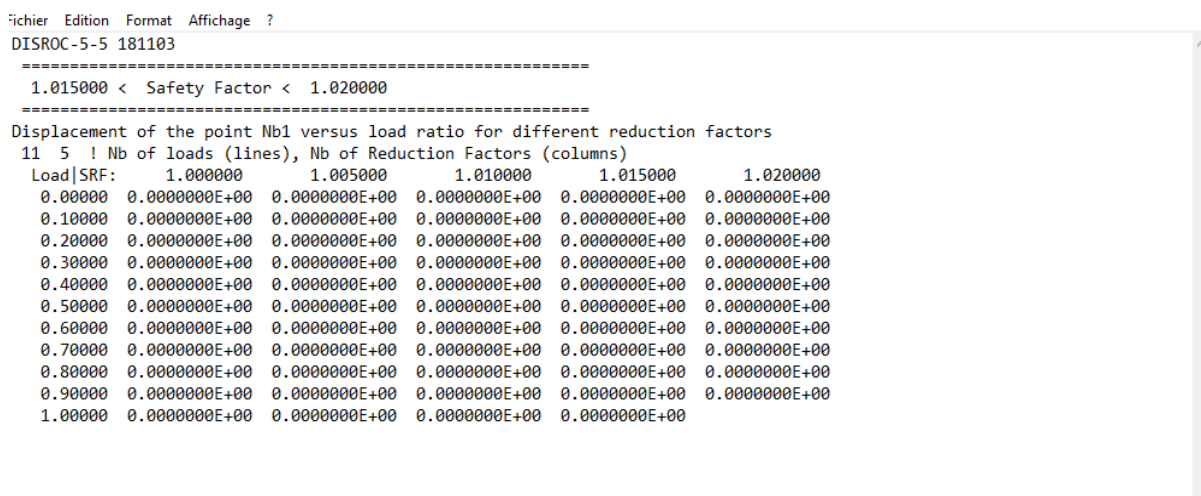 Fichier Edition Format Affichage ?
DISROC-5-5 181103
===========================================================
1.015000 < Safety Factor < 1.020000
===========================================================
Displacement of the point Nb1 versus load ratio for different reduction factors
11 5 ! Nb of loads (lines), Nb of Reduction Factors (columns)
Load|SRF: 1.000000 1.005000 1.010000 1.015000 1.020000
0.00000 0.0000000E+00 0.0000000E+00 0.0000000E+00 0.0000000E+00 0.0000000E+00
0.10000 0.0000000E+00 0.0000000E+00 0.0000000E+00 0.0000000E+00 0.0000000E+00
0.20000 0.0000000E+00 0.0000000E+00 0.0000000E+00 0.0000000E+00 0.0000000E+00
0.30000 0.0000000E+00 0.0000000E+00 0.0000000E+00 0.0000000E+00 0.0000000E+00
0.40000 0.0000000E+00 0.0000000E+00 0.0000000E+00 0.0000000E+00 0.0000000E+00
0.50000 0.0000000E+00 0.0000000E+00 0.0000000E+00 0.0000000E+00 0.0000000E+00
0.60000 0.0000000E+00 0.0000000E+00 0.0000000E+00 0.0000000E+00 0.0000000E+00
0.70000 0.0000000E+00 0.0000000E+00 0.0000000E+00 0.0000000E+00 0.0000000E+00
0.80000 0.0000000E+00 0.0000000E+00 0.0000000E+00 0.0000000E+00 0.0000000E+00
0.90000 0.0000000E+00 0.0000000E+00 0.0000000E+00 0.0000000E+00 0.0000000E+00
1.00000 0.0000000E+00 0.0000000E+00 0.0000000E+00 0.0000000E+00